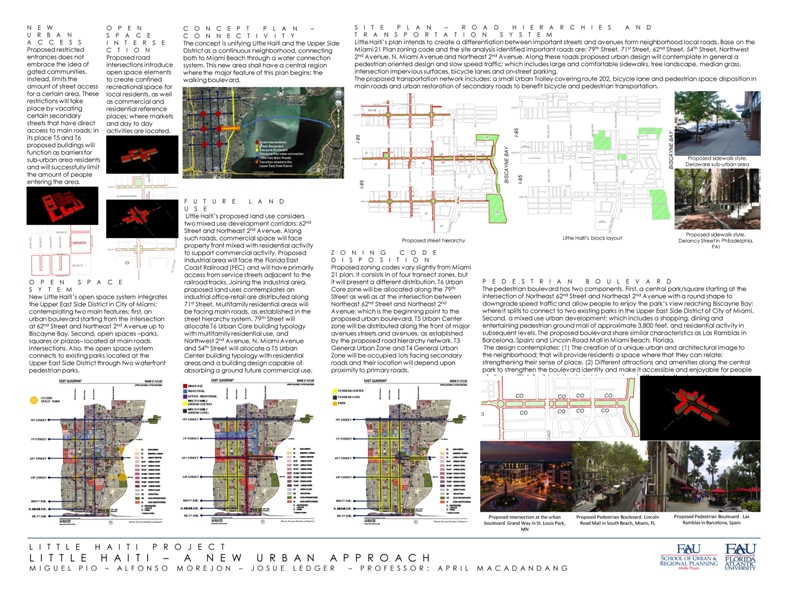 NEW
URBAN
ACCESS
Proposed restricted
entrances does not
embrace the idea of
gated communities,
instead, limits the
amount of street access
for a certain area. These
restrictions will take
place by vacating
certain secondary
streets that have direct
access to main roads; in
its place T5 and T6
proposed buildings will
function as barriers for
sub-urban area residents
and will successfully limit
the amount of people
entering the area.
OPEN
SPACE
INTERSE
CTION
Proposed road
intersections introduce
open space elements
to create confined
recreational space for
local residents, as well
as commercial and
residential reference
places; where markets
and day to day
activities are located.
OPEN SPACE
SYTEM
New Little Haiti's open space system integrates
the Upper East Side District in City of Miami;
contemplating two main features: first, an
urban boulevard starting from the intersection
at 62nd Street and Northeast 2nd Avenue up to
Biscayne Bay. Second, open spaces –parks,
squares or plazas– located at main roads
intersections. Also, the open space system
connects to existing parks located at the
Upper East Side District through two waterfront
pedestrian parks.
CONCEPT PLAN –
CONNECTIVITY
The concept is unifying Little Haiti and the Upper Side
District as a continuous neighborhood, connecting
both to Miami Beach through a water connection
system. This new area shall have a central region
where the major feature of this plan begins: the
walking boulevard.
FUTURE LAND
USE
Little Haiti's proposed land use considers
two mixed use development corridors: 62nd
Street and Northeast 2nd Avenue. Along
such roads, commercial space will face
property front mixed with residential activity
to support commercial activity. Proposed
industrial area will face the Florida East
Coast Railroad (FEC) and will have primarily
access from service streets adjacent to the
railroad tracks. Joining the industrial area,
proposed land uses contemplates an
industrial office-retail are distributed along
71st Street. Multifamily residential areas will
be facing main roads, as established in the
street hierarchy system. 79th Street will
allocate T6 Urban Core building typology
with multifamily residential use, and
Northwest 2nd Avenue, N. Miami Avenue
and 54th Street will allocate a T5 Urban
Center building typology with residential
areas and a building design capable of
absorbing a ground future commercial use.
SITE PLAN – ROAD HIERARCHIES AND
TRANSPORTATION SYSTEM
Little Haiti's plan intends to create a differentiation between important streets and avenues form neighborhood local roads. Base on the
Miami 21 Plan zoning code and the site analysis identified important roads are: 79th Street, 71st Street, 62nd Street, 54th Street, Northwest
2nd Avenue, N. Miami Avenue and Northeast 2nd Avenue. Along these roads proposed urban design will contemplate in general a
pedestrian oriented design and slow speed traffic; which includes large and comfortable sidewalks, tree landscape, median grass,
intersection impervious surfaces, bicycle lanes and on-street parking.
The proposed transportation network includes: a small Urban Trolley covering route 202, bicycle lane and pedestrian space disposition in
main roads and urban restoration of secondary roads to benefit bicycle and pedestrian transportation.
I-95
I-95
BISCAYNE BAY
Proposed street hierarchy
I-95
I-95
BISCAYNE BAY
Little Haiti's block layout
Proposed sidewalk style.
Delaware sub-urban area
Proposed sidewalk style.
Delancy Street in Philadelphia,
PA!
ZONING CODE
DISPOSITION
Proposed zoning codes vary slightly from Miami
21 plan. It consists in of four transect zones, but
it will present a different distribution. T6 Urban
Core zone will be allocated along the 79th
Street as well as at the intersection between
Northeast 62nd Street and Northeast 2nd
Avenue; which is the beginning point to the
proposed urban boulevard. T5 Urban Center
zone will be distributed along the front of major
avenues streets and avenues, as established
by the proposed road hierarchy network. T3
General Urban Zone and T4 General Urban
Zone will be occupied lots facing secondary
roads and their location will depend upon
proximity to primary roads.
PEDESTRIAN BOULEVARD
The pedestrian boulevard has two components. First, a central park/square starting at the
intersection of Northeast 62nd Street and Northeast 2nd Avenue with a round shape to
downgrade speed traffic and allow people to enjoy the park's view reaching Biscayne Bay;
where it splits to connect to two existing parks in the Upper East Side District of City of Miami.
Second, a mixed use urban development; which includes a shopping, dining and
entertaining pedestrian ground mall of approximate 3,800 feet, and residential activity in
subsequent levels. The proposed boulevard share similar characteristics as Las Ramblas in
Barcelona, Spain; and Lincoln Road Mall in Miami Beach, Florida.
The design contemplates: (1) The creation of a unique urban and architectural image to
the neighborhood; that will provide residents a space where that they can relate;
strengthening their sense of place. (2) Different attractions and amenities along the central
park to strengthen the boulevard identity and make it accessible and enjoyable for people
CO CO CO CO
CO CO CO
Proposed intersection at the urban
boulevard. Grand Way in St. Louis Park,
MN
Proposed Pedestrian Boulevard. Lincoln
Road Mall in South Beach, Miami, FL
Proposed Pedestrian Boulevard. Las
Ramblas in Barcelona, Spain
EAST QUADRANT
EAST QUADRANT
EAST QUADRANT
MIXED USE
INDUSTRIAL
LITTLE HAITI PROJECT
LITTLE HAITI – A NEW URBAN APPROACH
MIGUEL PIO – ALFONSO MOREJON – JOSUE LEDGER – PROFESSOR: APRIL MACADANDANG
FAU
SCHOOL OF URBAN &
REGIONAL PLANNING
FAU
FLORIDA
ATLANTIC
UNIVERSITY